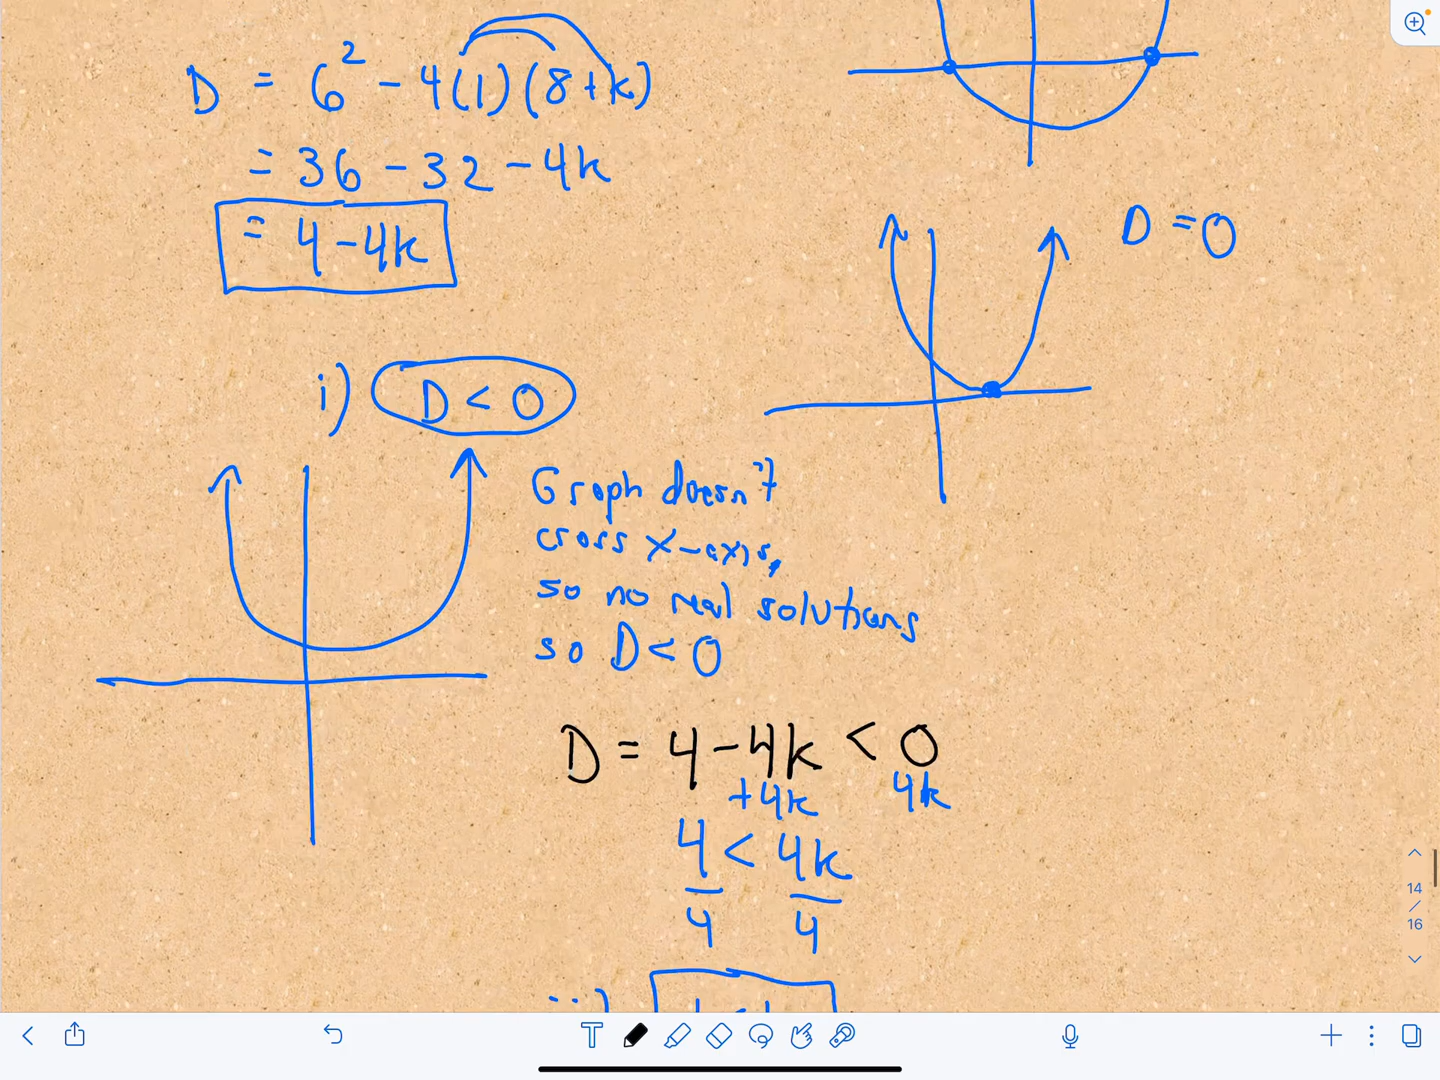 D = 6² - 4(1)(8+k)
= 36 - 32 - 4k
= 4 - 4k
D = 0
i) D < 0
Graph doesn't
cross x-axis,
so no real solutions
so D < 0
D = 4 - 4k < 0
+4k 4k
4 < 4k
4 4
ii)
14
/
16
T